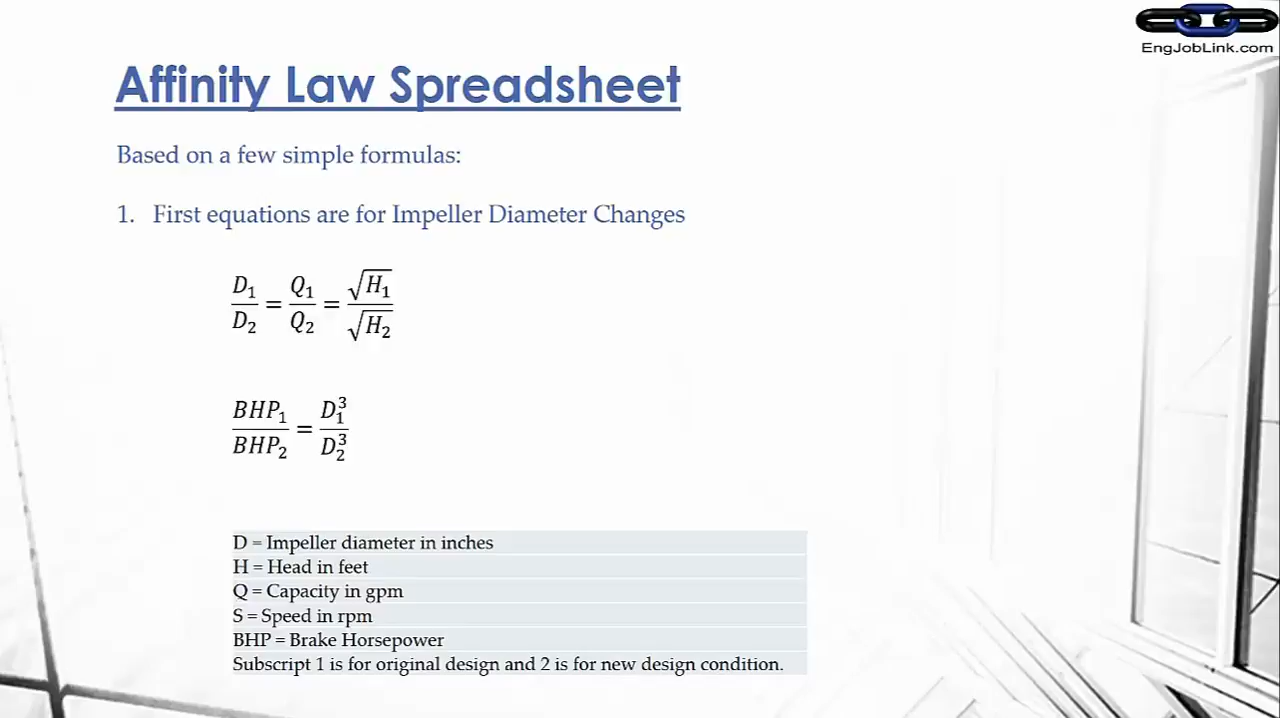 EngJobLink.com
Affinity Law Spreadsheet
Based on a few simple formulas:
1. First equations are for Impeller Diameter Changes
D₁/D₂ = Q₁/Q₂ = √H₁/√H₂
BHP₁/BHP₂ = D₁³/D₂³
D = Impeller diameter in inches
H = Head in feet
Q = Capacity in gpm
S = Speed in rpm
BHP = Brake Horsepower
Subscript 1 is for original design and 2 is for new design condition.